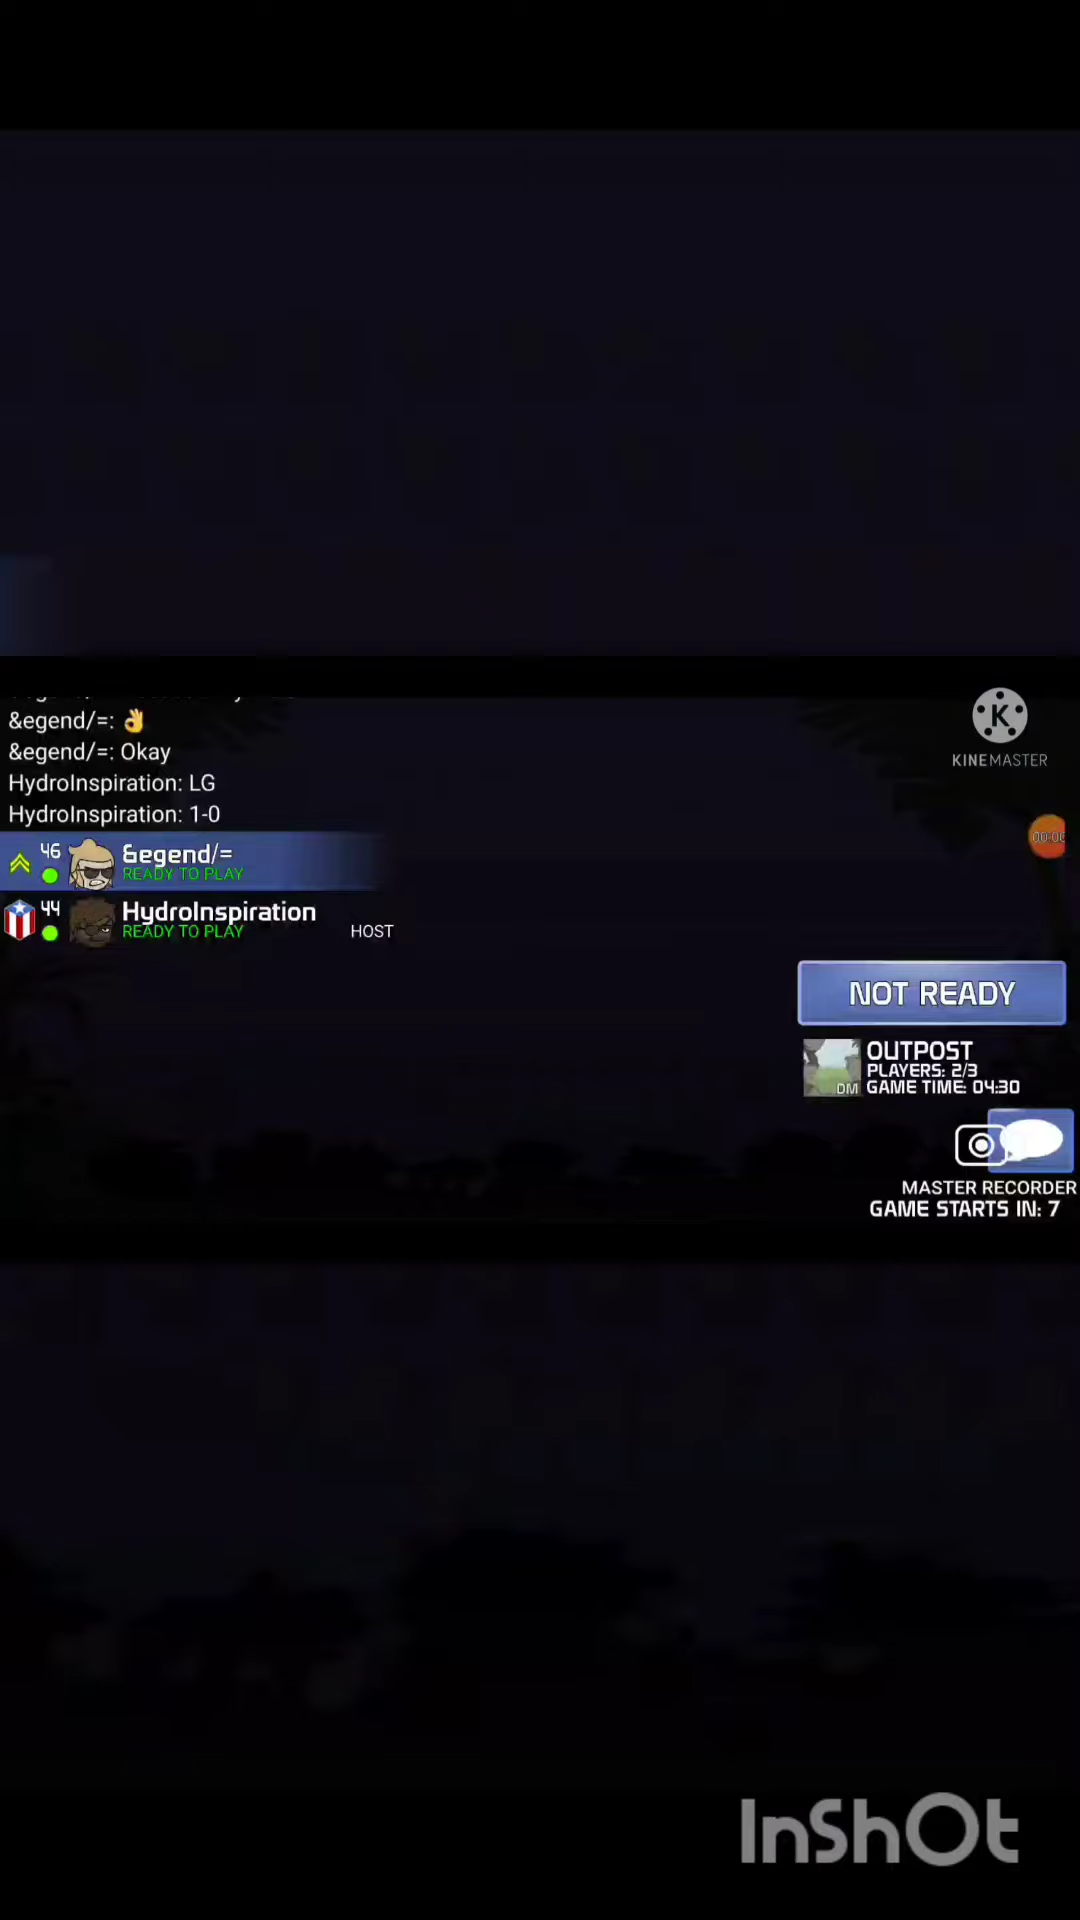 &egend/=: 👌
&egend/=: Okay
HydroInspiration: LG
HydroInspiration: 1-0
K
KINEMASTER
46
&egend/=
READY TO PLAY
44
HydroInspiration
READY TO PLAY
HOST
NOT READY
OUTPOST
PLAYERS: 2/3
GAME TIME: 04:30
DM
MASTER RECORDER
GAME STARTS IN: 7
InShOt